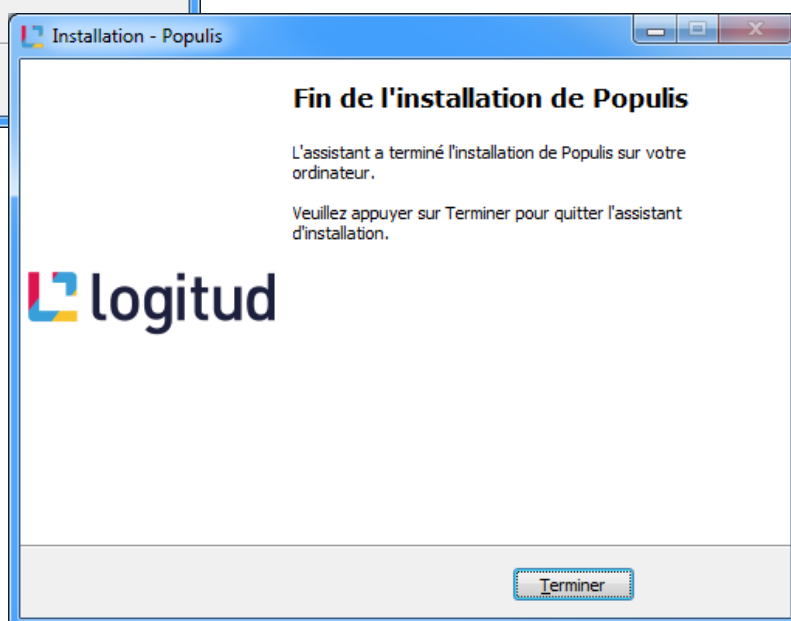 Installation - Populis
Fin de l'installation de Populis
L'assistant a terminé l'installation de Populis sur votre
ordinateur.
Veuillez appuyer sur Terminer pour quitter l'assistant
d'installation.
logitud
Terminer